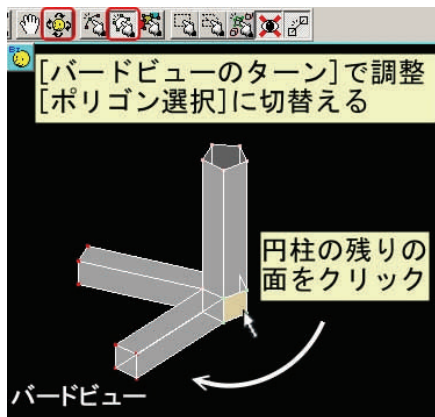 [バードビューのターン]で調整
[ポリゴン選択]に切替える
円柱の残りの
面をクリック
バードビュー